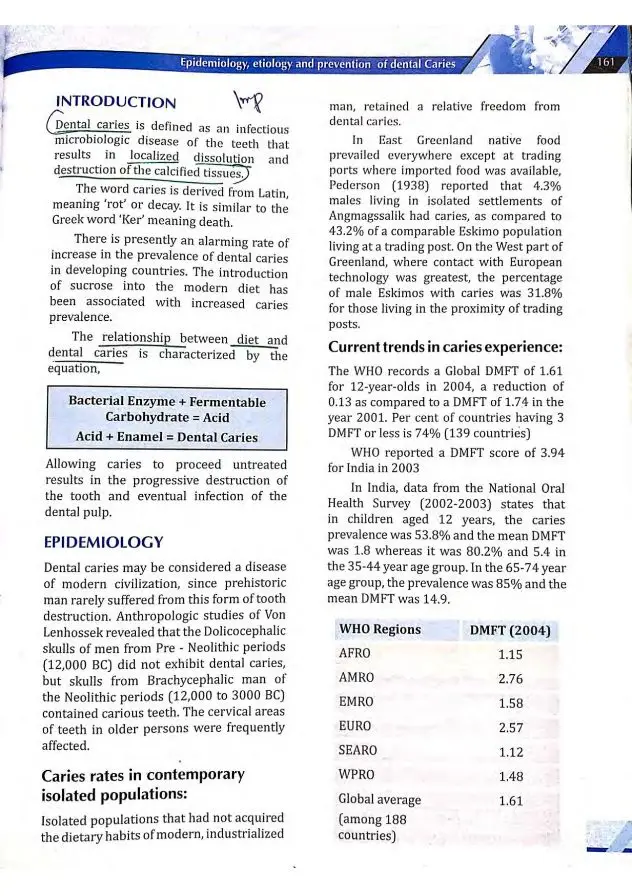 Epidemiology, etiology and prevention of dental Caries
161
INTRODUCTION
Imp
Dental caries is defined as an infectious
microbiologic disease of the teeth that
results in localized dissolution and
destruction of the calcified tissues.
The word caries is derived from Latin,
meaning ‘rot’ or decay. It is similar to the
Greek word ‘Ker’ meaning death.
There is presently an alarming rate of
increase in the prevalence of dental caries
in developing countries. The introduction
of sucrose into the modern diet has
been associated with increased caries
prevalence.
The relationship between diet and
dental caries is characterized by the
equation,
Bacterial Enzyme + Fermentable
Carbohydrate = Acid
Acid + Enamel = Dental Caries
Allowing caries to proceed untreated
results in the progressive destruction of
the tooth and eventual infection of the
dental pulp.
EPIDEMIOLOGY
Dental caries may be considered a disease
of modern civilization, since prehistoric
man rarely suffered from this form of tooth
destruction. Anthropologic studies of Von
Lenhossek revealed that the Dolicocephalic
skulls of men from Pre - Neolithic periods
(12,000 BC) did not exhibit dental caries,
but skulls from Brachycephalic man of
the Neolithic periods (12,000 to 3000 BC)
contained carious teeth. The cervical areas
of teeth in older persons were frequently
affected.
Caries rates in contemporary
isolated populations:
Isolated populations that had not acquired
the dietary habits of modern, industrialized
man, retained a relative freedom from
dental caries.
In East Greenland native food
prevailed everywhere except at trading
ports where imported food was available,
Pederson (1938) reported that 4.3%
males living in isolated settlements of
Angmagssalik had caries, as compared to
43.2% of a comparable Eskimo population
living at a trading post. On the West part of
Greenland, where contact with European
technology was greatest, the percentage
of male Eskimos with caries was 31.8%
for those living in the proximity of trading
posts.
Current trends in caries experience:
The WHO records a Global DMFT of 1.61
for 12-year-olds in 2004, a reduction of
0.13 as compared to a DMFT of 1.74 in the
year 2001. Per cent of countries having 3
DMFT or less is 74% (139 countries)
WHO reported a DMFT score of 3.94
for India in 2003
In India, data from the National Oral
Health Survey (2002-2003) states that
in children aged 12 years, the caries
prevalence was 53.8% and the mean DMFT
was 1.8 whereas it was 80.2% and 5.4 in
the 35-44 year age group. In the 65-74 year
age group, the prevalence was 85% and the
mean DMFT was 14.9.
WHO Regions DMFT (2004)
AFRO 1.15
AMRO 2.76
EMRO 1.58
EURO 2.57
SEARO 1.12
WPRO 1.48
Global average 1.61
(among 188
countries)